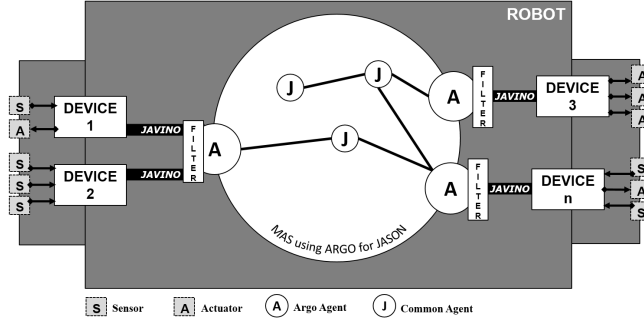 ROBOT
S
A
DEVICE
1
JAVINO
S
S
S
DEVICE
2
JAVINO
FILTER
A
J
J
J
A
FILTER
JAVINO
DEVICE
3
A
A
A
A
FILTER
JAVINO
DEVICE
n
S
A
S
MAS using ARGO for JASON
S Sensor
A Actuator
A Argo Agent
J Common Agent